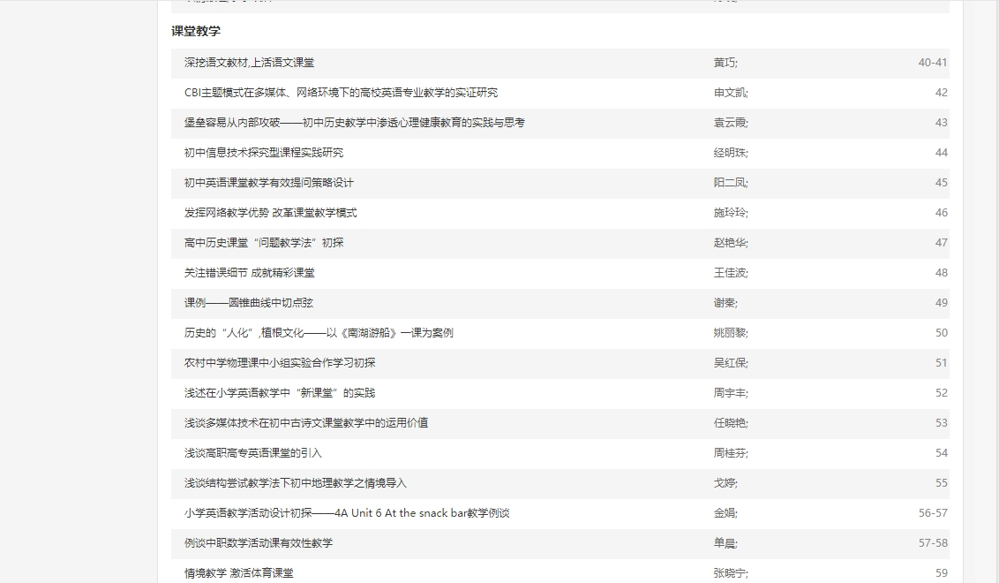 课堂教学
深挖语文教材,上活语文课堂 黄巧; 40-41
CBI主题模式在多媒体、网络环境下的高校英语专业教学的实证研究 申文凯; 42
堡垒容易从内部攻破——初中历史教学中渗透心理健康教育的实践与思考 袁云霞; 43
初中信息技术探究型课程实践研究 经明珠; 44
初中英语课堂教学有效提问策略设计 阳二凤; 45
发挥网络教学优势 改革课堂教学模式 施玲玲; 46
高中历史课堂“问题教学法”初探 赵艳华; 47
关注错误细节 成就精彩课堂 王佳波; 48
课例——圆锥曲线中切点弦 谢秦; 49
历史的“人化”,植根文化——以《南湖游船》一课为案例 姚丽黎; 50
农村中学物理课中小组实验合作学习初探 吴红保; 51
浅述在小学英语教学中“新课堂”的实践 周宇丰; 52
浅谈多媒体技术在初中古诗文课堂教学中的运用价值 任晓艳; 53
浅谈高职高专英语课堂的引入 周桂芬; 54
浅谈结构尝试教学法下初中地理教学之情境导入 戈婷; 55
小学英语教学活动设计初探——4A Unit 6 At the snack bar教学例谈 金娟; 56-57
例谈中职数学活动课有效性教学 单晨; 57-58
情境教学 激活体育课堂 张晓宁; 59